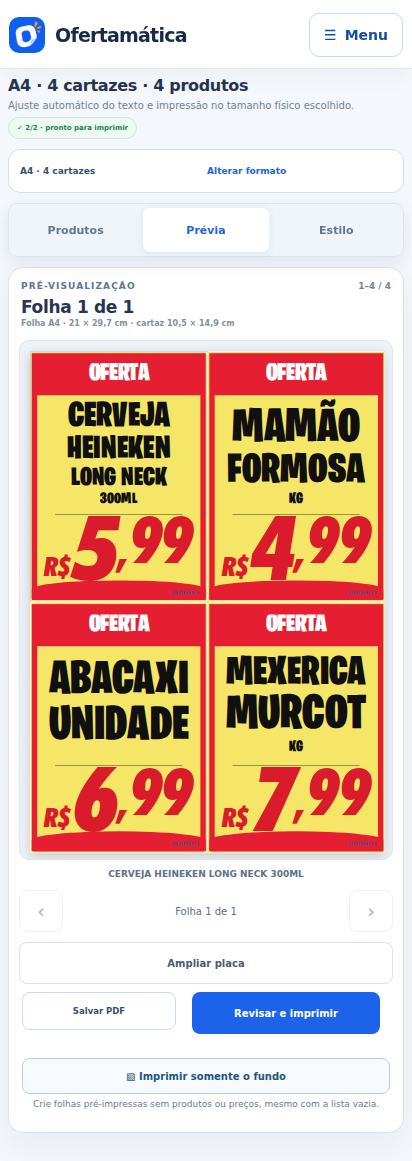 Ofertamática
☰ Menu
A4 · 4 cartazes · 4 produtos
Ajuste automático do texto e impressão no tamanho físico escolhido.
✓ 2/2 · pronto para imprimir
A4 · 4 cartazes
Alterar formato
Produtos
Prévia
Estilo
PRÉ-VISUALIZAÇÃO
1–4 / 4
Folha 1 de 1
Folha A4 · 21 × 29,7 cm · cartaz 10,5 × 14,9 cm
OFERTA
CERVEJA
HEINEKEN
LONG NECK
300ML
R$5,99
OFERTA
MAMÃO
FORMOSA
KG
R$4,99
OFERTA
ABACAXI
UNIDADE
R$6,99
OFERTA
MEXERICA
MURCOT
KG
R$7,99
CERVEJA HEINEKEN LONG NECK 300ML
‹
Folha 1 de 1
›
Ampliar placa
Salvar PDF
Revisar e imprimir
▧ Imprimir somente o fundo
Crie folhas pré-impressas sem produtos ou preços, mesmo com a lista vazia.